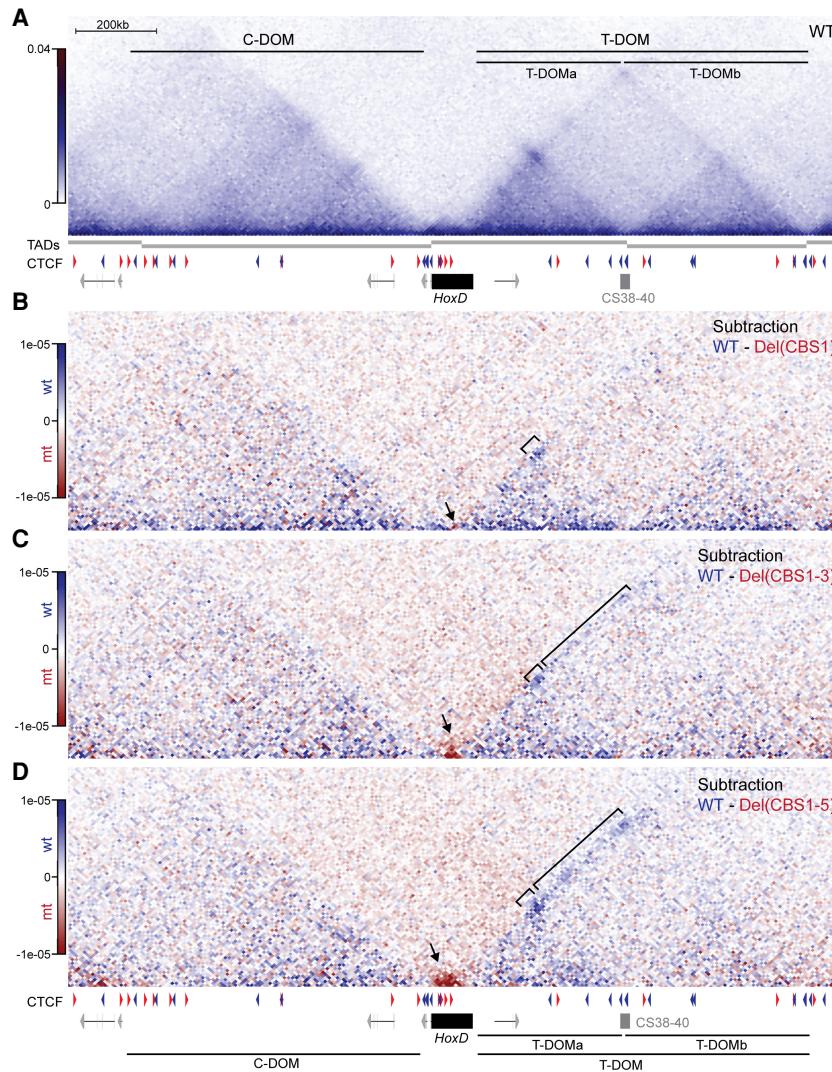 A
200kb
C-DOM
T-DOM
WT
T-DOMa
T-DOMb
0.04
0
TADs
CTCF
HoxD
CS38-40
B
Subtraction
WT - Del(CBS1)
1e-05
wt
0
mt
-1e-05
C
Subtraction
WT - Del(CBS1-3)
1e-05
wt
0
mt
-1e-05
D
Subtraction
WT - Del(CBS1-5)
1e-05
wt
0
mt
-1e-05
CTCF
HoxD
CS38-40
T-DOMa
T-DOMb
C-DOM
T-DOM